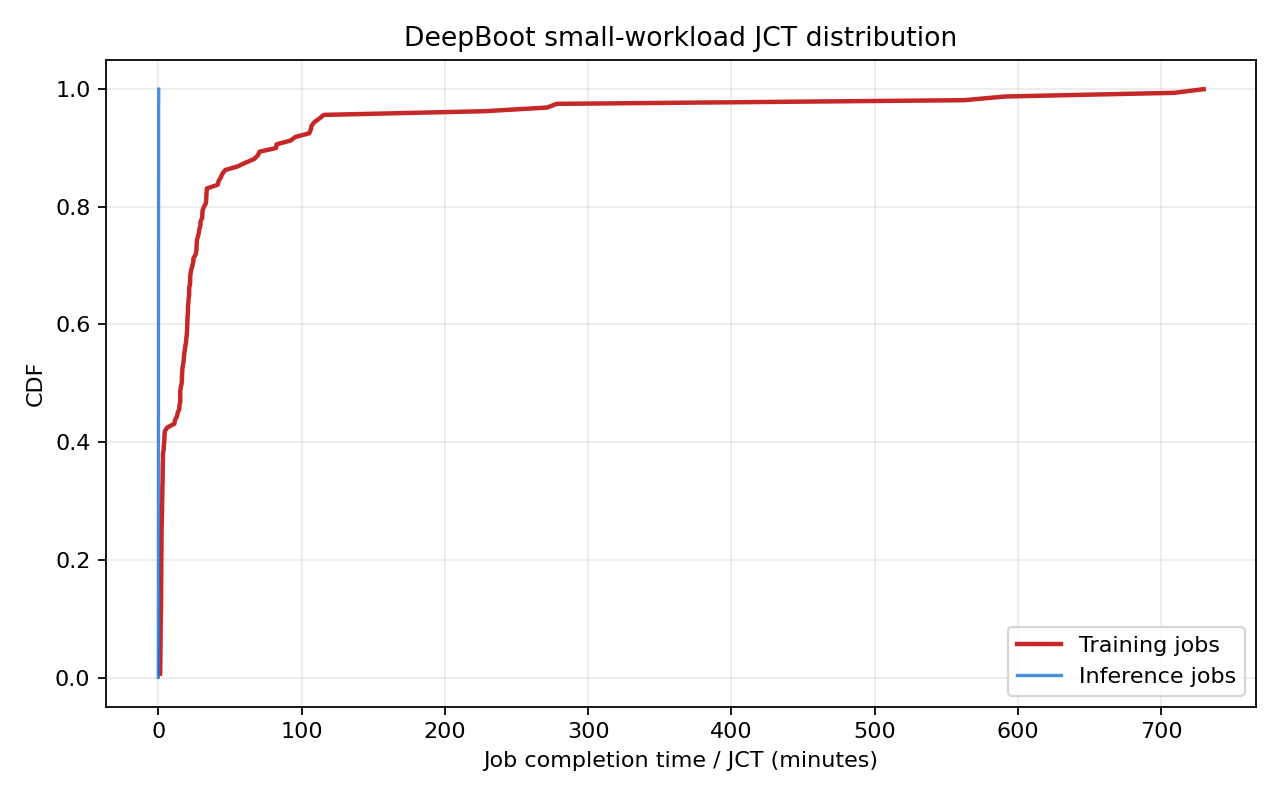 DeepBoot small-workload JCT distribution
1.0
0.8
0.6
0.4
0.2
0.0
CDF
Training jobs
Inference jobs
0 100 200 300 400 500 600 700
Job completion time / JCT (minutes)